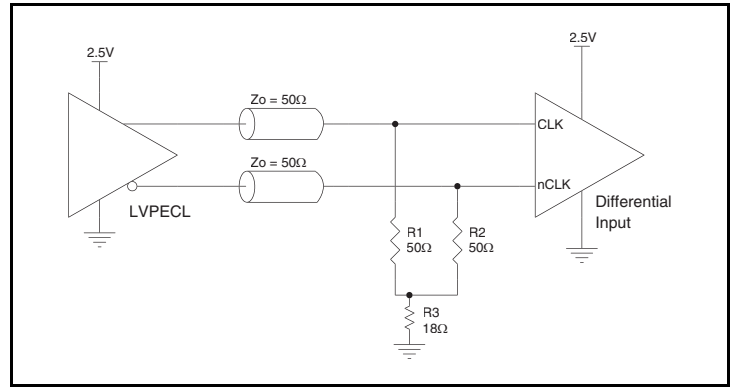 2.5V
2.5V
Zo = 50Ω
CLK
Zo = 50Ω
nCLK
LVPECL
Differential
Input
R1
50Ω
R2
50Ω
R3
18Ω